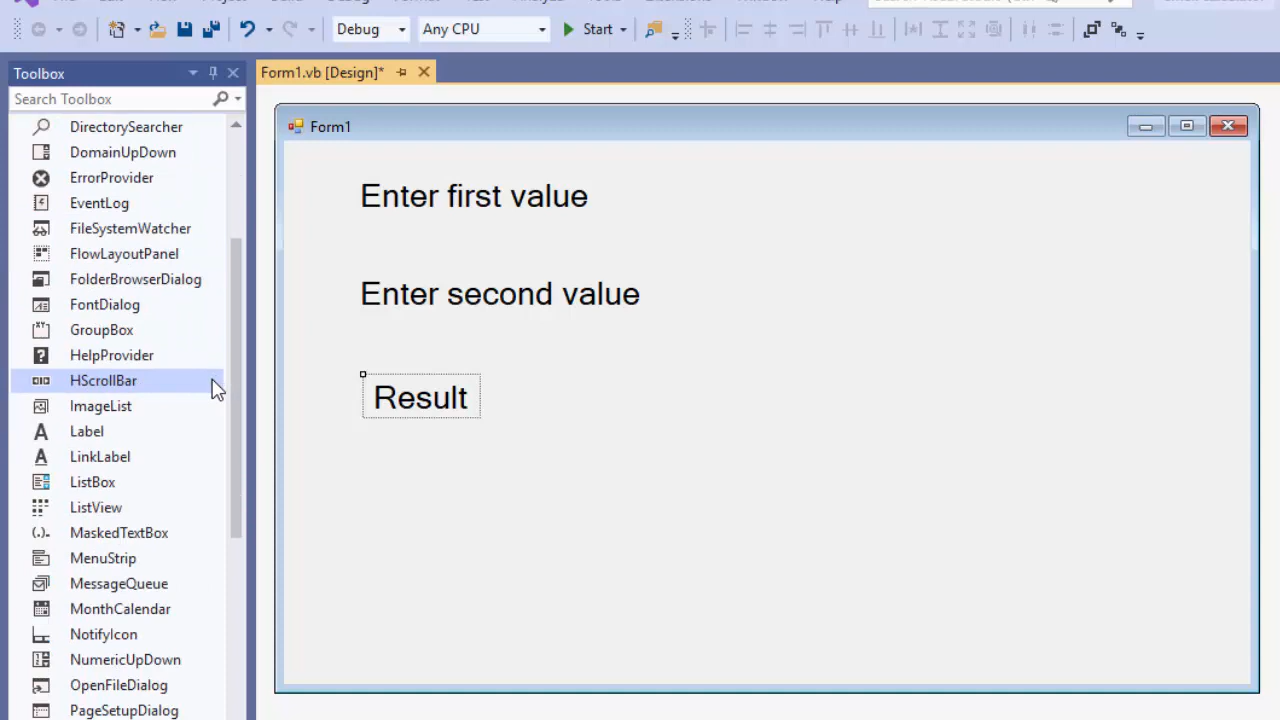 Debug
Any CPU
Start
Toolbox
Form1.vb [Design]*
Search Toolbox
DirectorySearcher
DomainUpDown
ErrorProvider
EventLog
FileSystemWatcher
FlowLayoutPanel
FolderBrowserDialog
FontDialog
GroupBox
HelpProvider
HScrollBar
ImageList
Label
LinkLabel
ListBox
ListView
MaskedTextBox
MenuStrip
MessageQueue
MonthCalendar
NotifyIcon
NumericUpDown
OpenFileDialog
PageSetupDialog
Form1
Enter first value
Enter second value
Result